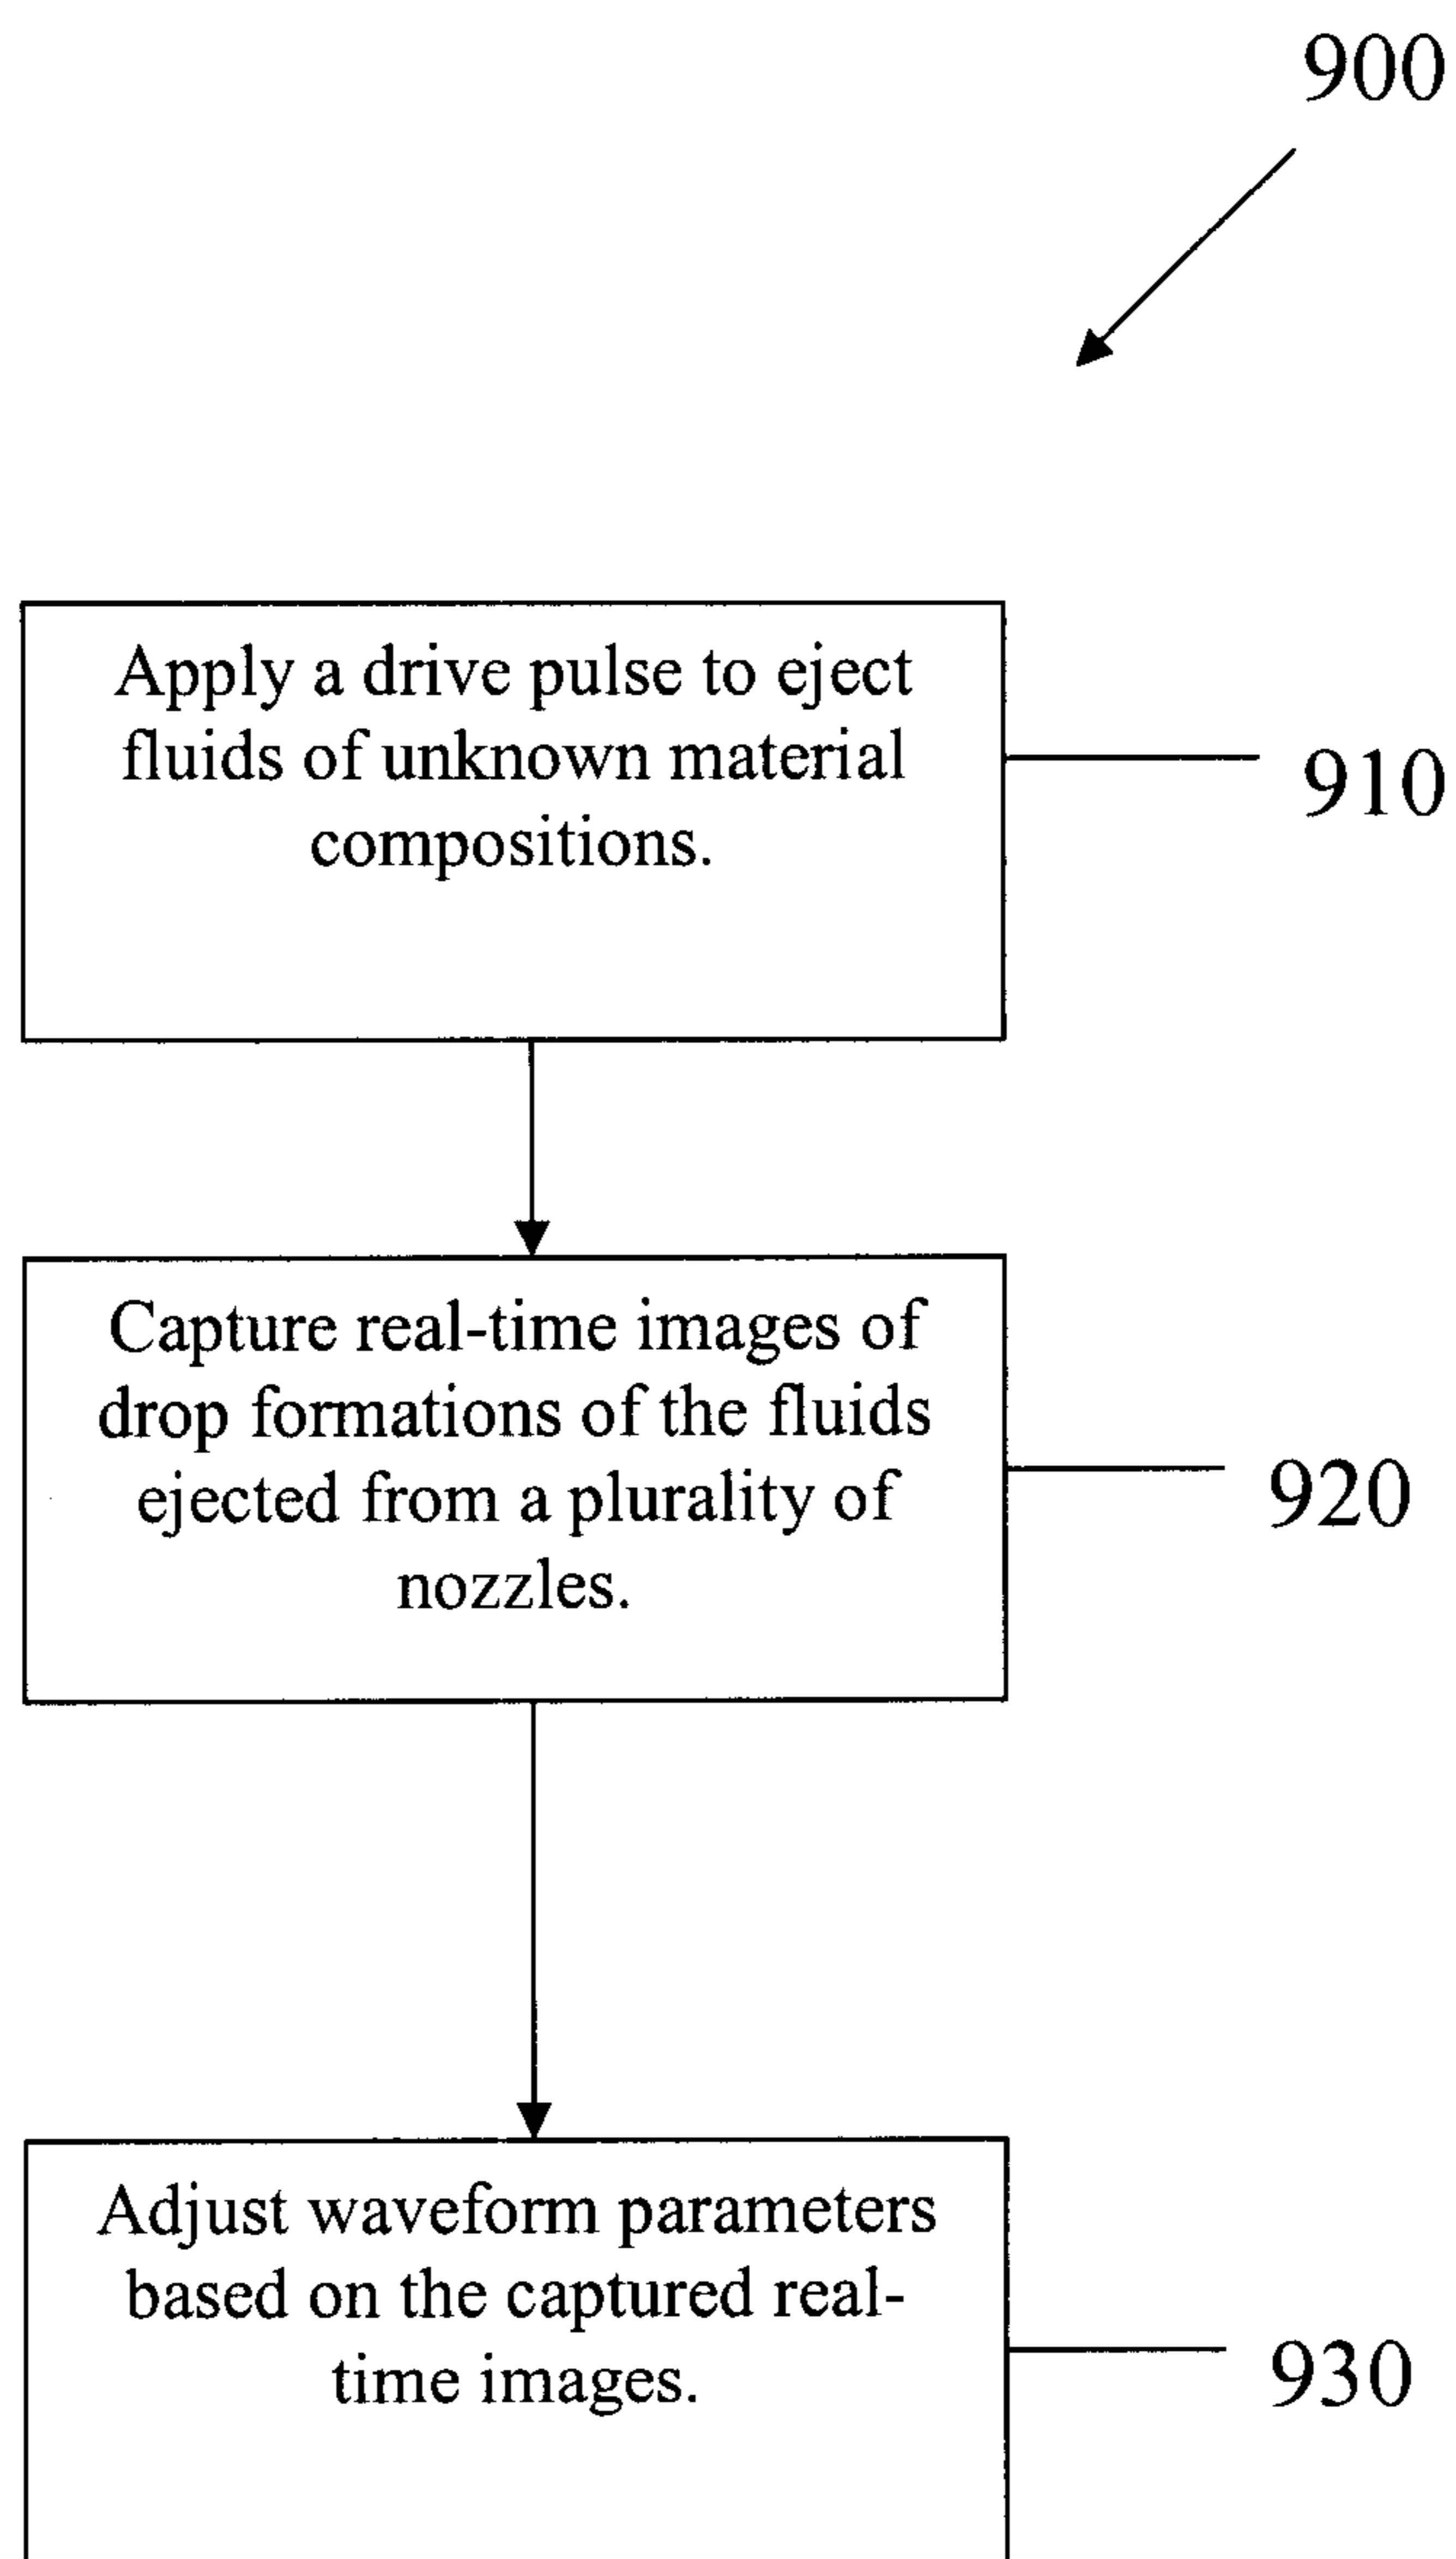 900
Apply a drive pulse to eject
fluids of unknown material
compositions.
910
Capture real-time images of
drop formations of the fluids
ejected from a plurality of
nozzles.
920
Adjust waveform parameters
based on the captured real-
time images.
930